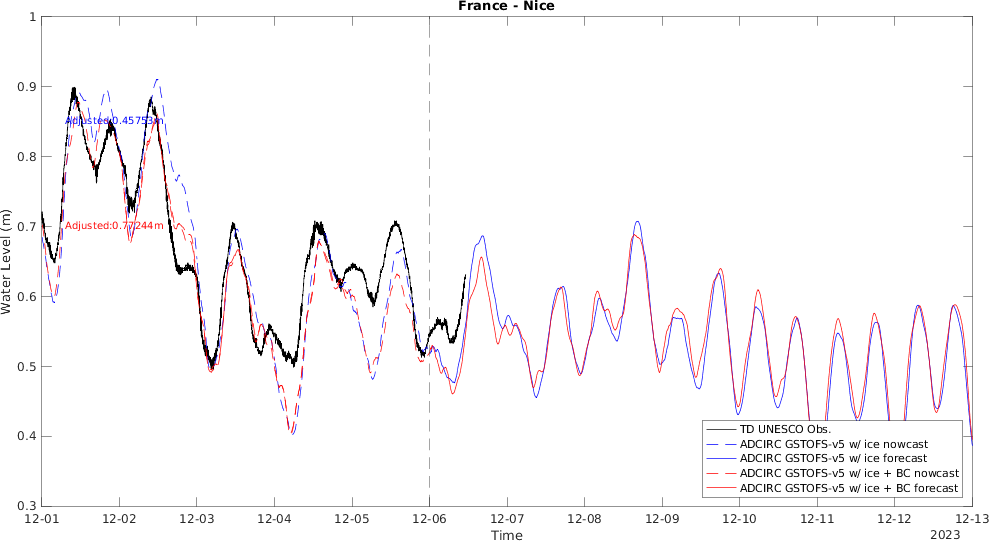 France - Nice
Water Level (m)
1
0.9
0.8
0.7
0.6
0.5
0.4
0.3
Adjusted:0.45753m
Adjusted:0.77244m
TD UNESCO Obs.
ADCIRC GSTOFS-v5 w/ ice nowcast
ADCIRC GSTOFS-v5 w/ ice forecast
ADCIRC GSTOFS-v5 w/ ice + BC nowcast
ADCIRC GSTOFS-v5 w/ ice + BC forecast
12-01 12-02 12-03 12-04 12-05 12-06 12-07 12-08 12-09 12-10 12-11 12-12 12-13
Time
2023